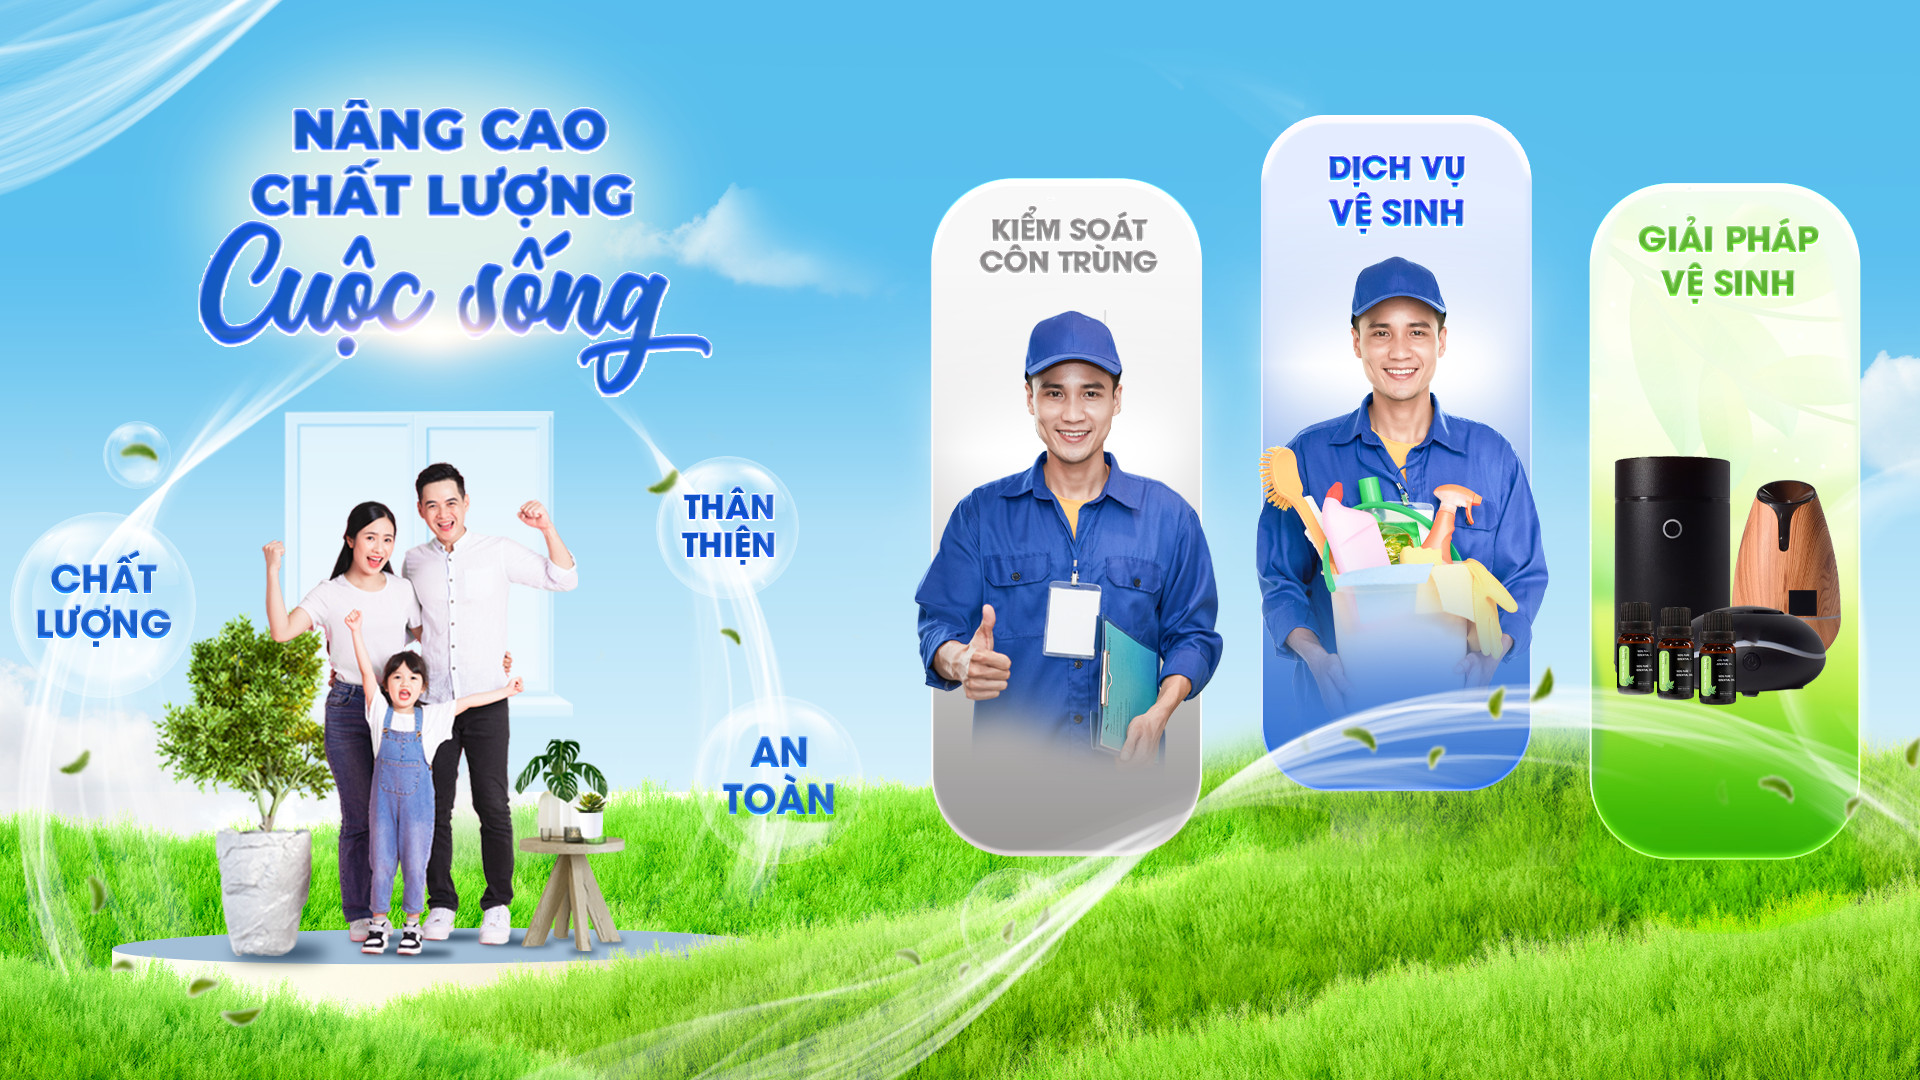 NÂNG CAO
CHẤT LƯỢNG
Cuộc sống
CHẤT
LƯỢNG
THÂN
THIỆN
AN
TOÀN
KIỂM SOÁT
CÔN TRÙNG
DỊCH VỤ
VỆ SINH
GIẢI PHÁP
VỆ SINH